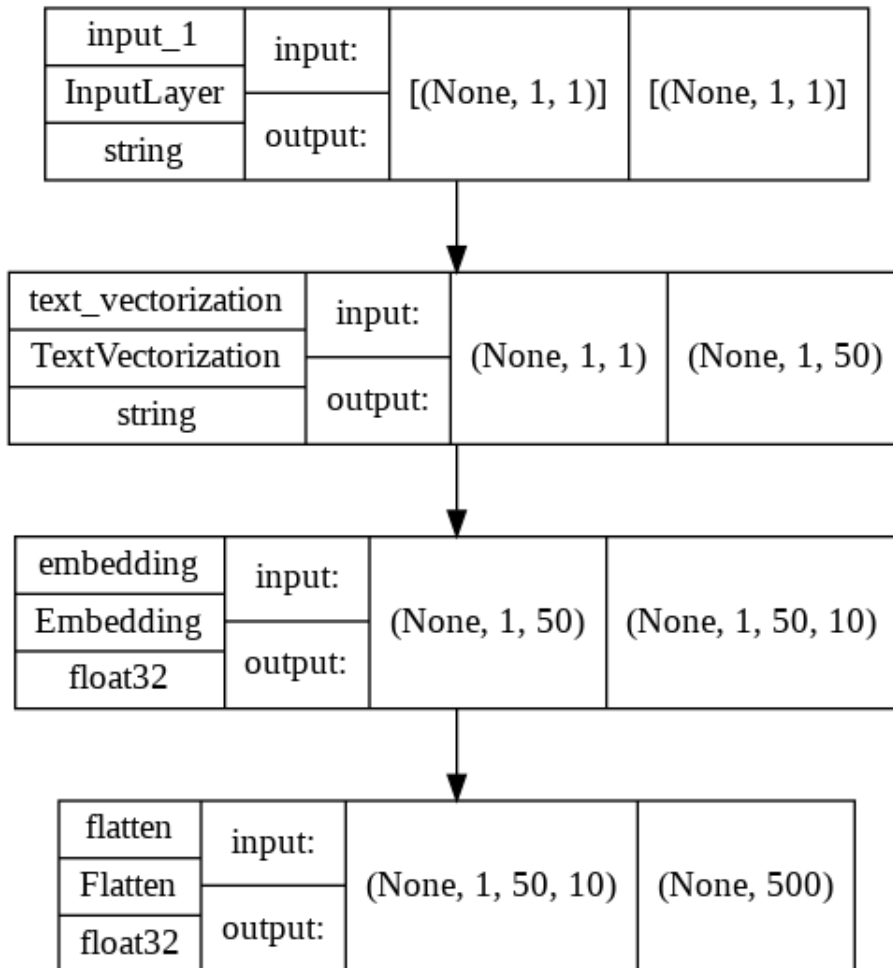 input_1
InputLayer
string
input:
output:
[(None, 1, 1)]
[(None, 1, 1)]
text_vectorization
TextVectorization
string
input:
output:
(None, 1, 1)
(None, 1, 50)
embedding
Embedding
float32
input:
output:
(None, 1, 50)
(None, 1, 50, 10)
flatten
Flatten
float32
input:
output:
(None, 1, 50, 10)
(None, 500)